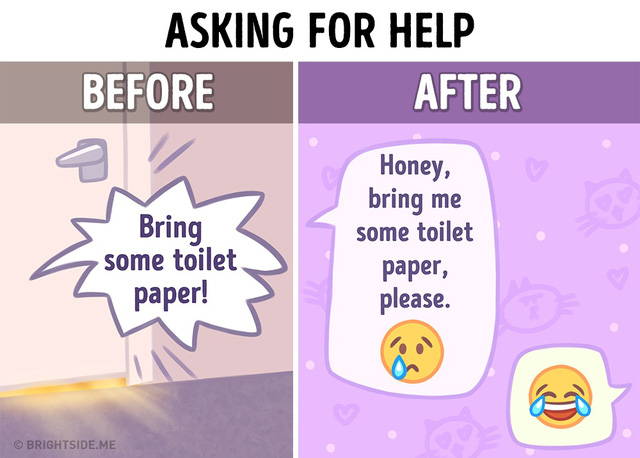 ASKING FOR HELP
BEFORE
AFTER
Bring
some toilet
paper!
Honey,
bring me
some toilet
paper,
please.
© BRIGHTSIDE.ME